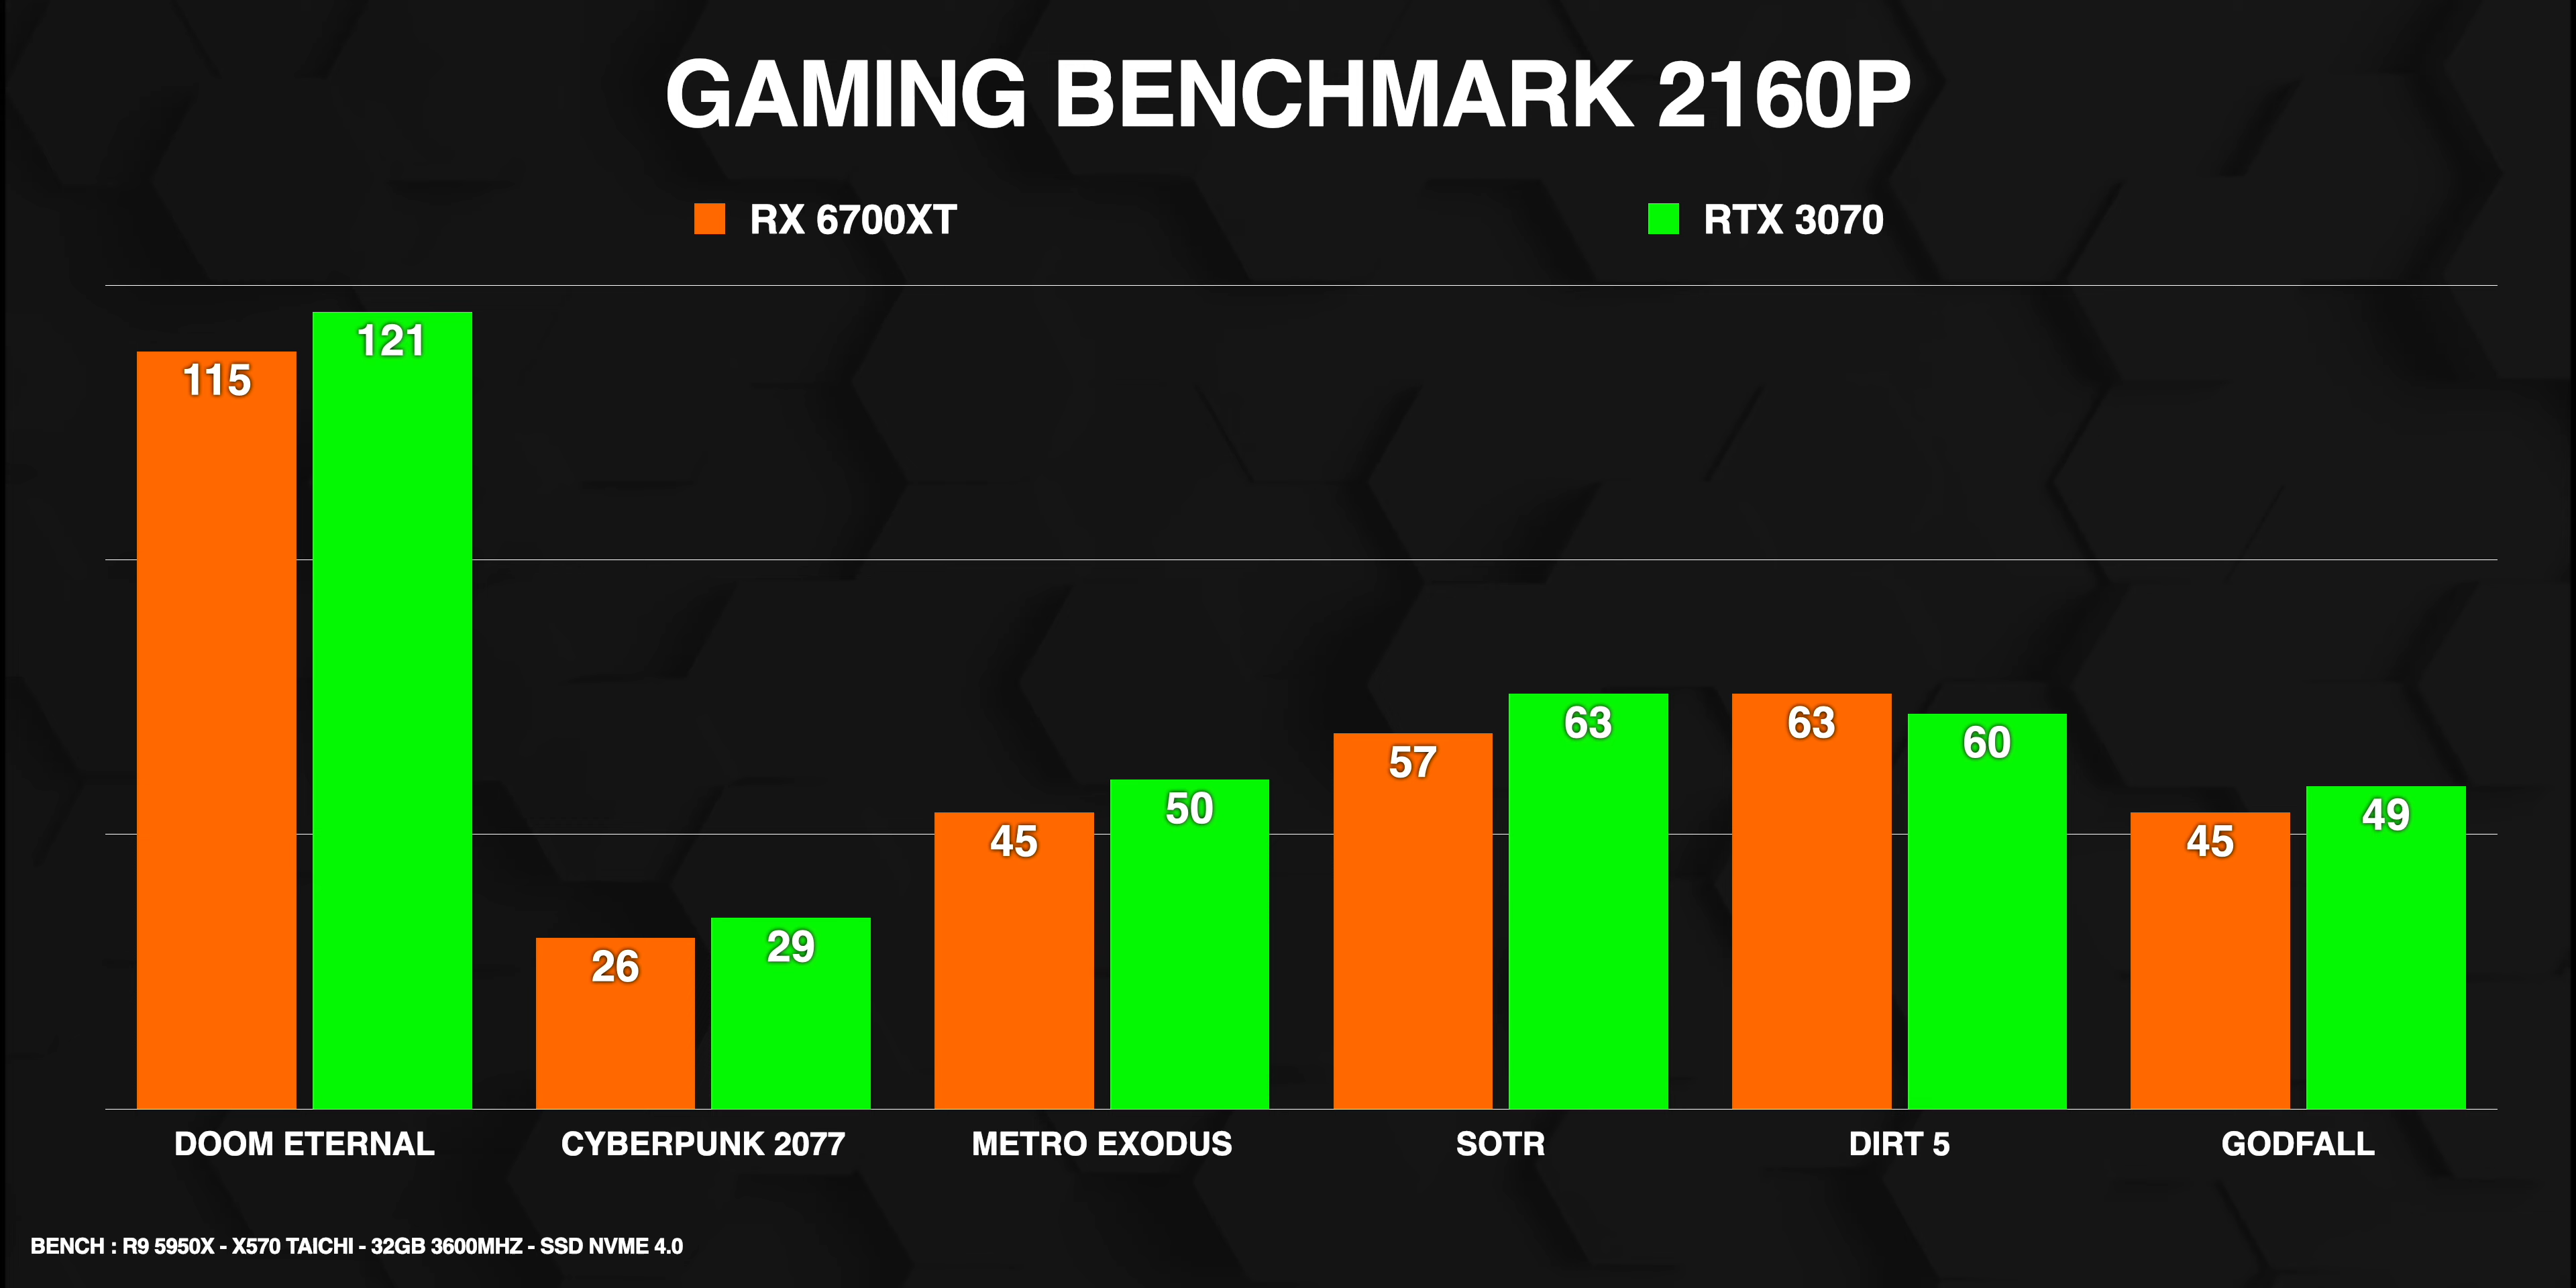 GAMING BENCHMARK 2160P
RX 6700XT
RTX 3070
115
121
26
29
45
50
57
63
63
60
45
49
DOOM ETERNAL
CYBERPUNK 2077
METRO EXODUS
SOTR
DIRT 5
GODFALL
BENCH : R9 5950X - X570 TAICHI - 32GB 3600MHZ - SSD NVME 4.0